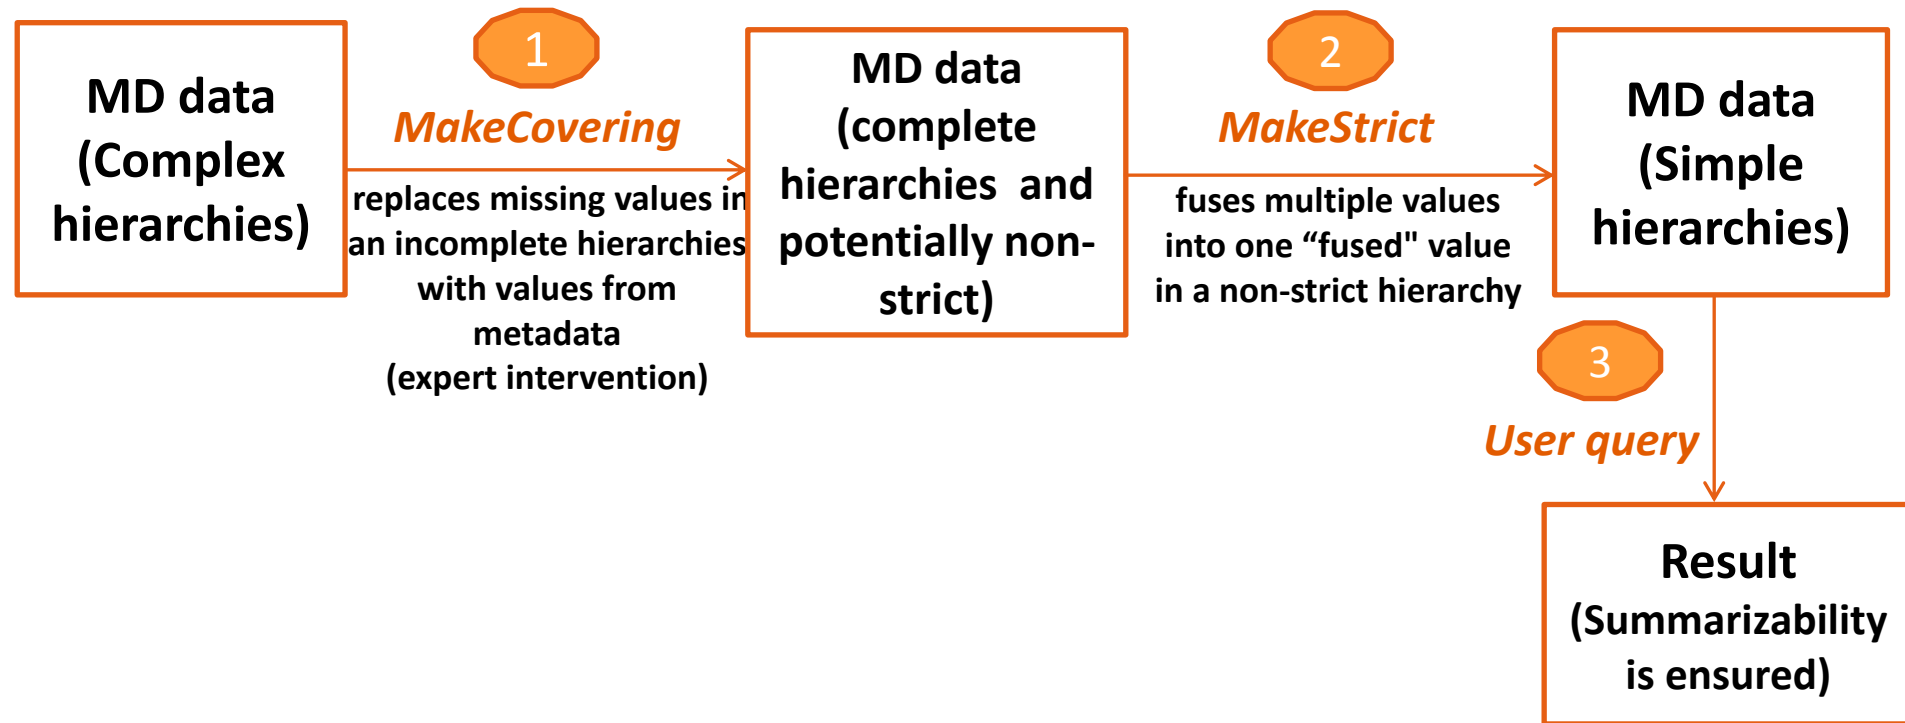 MD data
(Complex
hierarchies)
1
MakeCovering
replaces missing values in
an incomplete hierarchies
with values from
metadata
(expert intervention)
MD data
(complete
hierarchies and
potentially non-
strict)
2
MakeStrict
fuses multiple values
into one “fused" value
in a non-strict hierarchy
MD data
(Simple
hierarchies)
3
User query
Result
(Summarizability
is ensured)